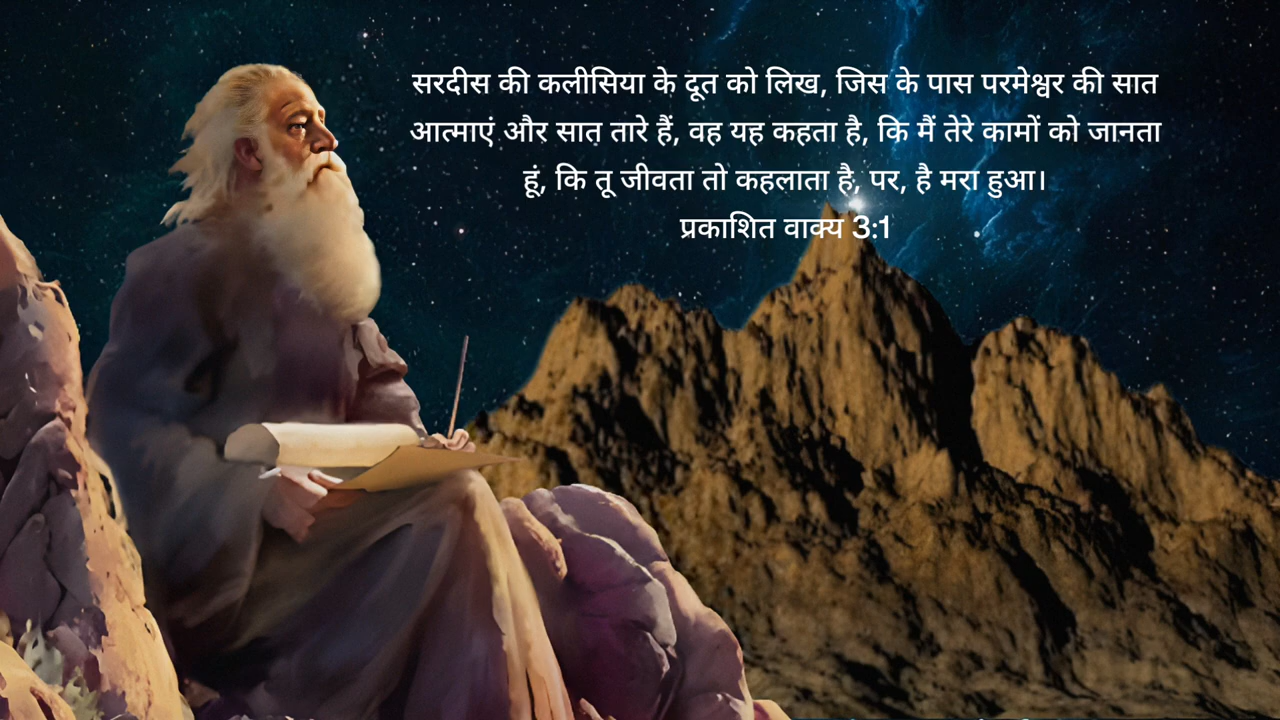 सरदीस की कलीसिया के दूत को लिख, जिस के पास परमेश्वर की सात
आत्माएं और सात तारे हैं, वह यह कहता है, कि मैं तेरे कामों को जानता
हूं, कि तू जीवता तो कहलाता है, पर, है मरा हुआ।
प्रकाशित वाक्य 3:1